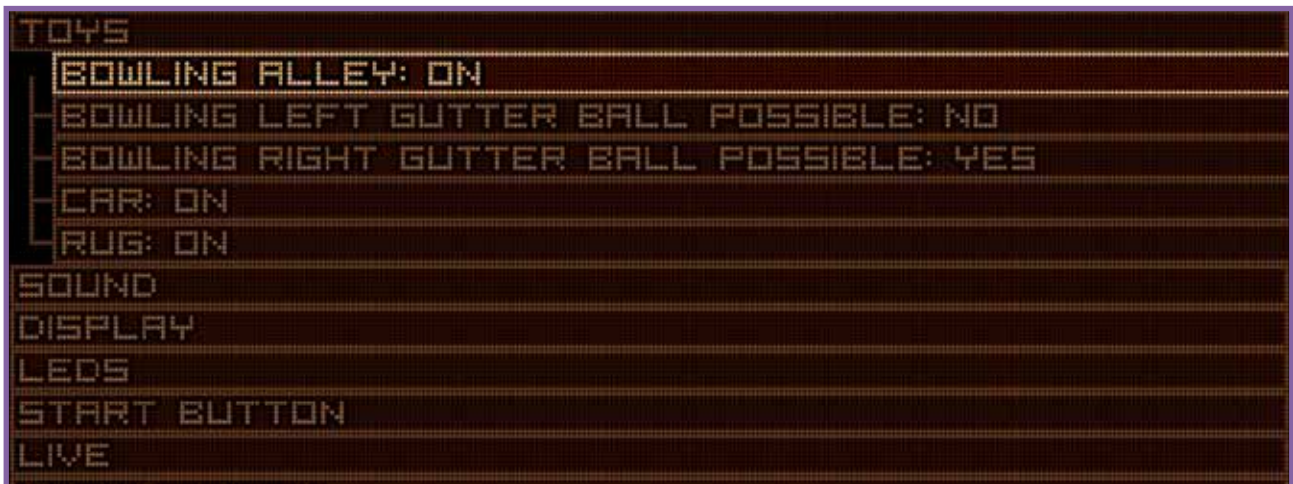 TOYS
BOWLING ALLEY: ON
BOWLING LEFT GUTTER BALL POSSIBLE: NO
BOWLING RIGHT GUTTER BALL POSSIBLE: YES
CAR: ON
RUG: ON
SOUND
DISPLAY
LEDS
START BUTTON
LIVE